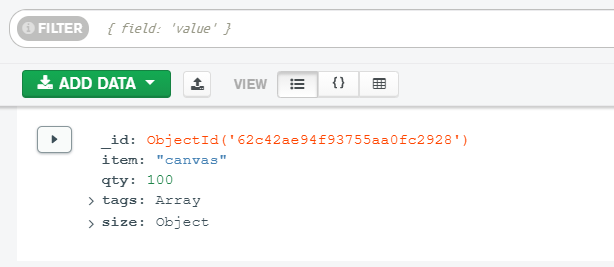 FILTER { field: 'value' }
ADD DATA VIEW {}
_id: ObjectId('62c42ae94f93755aa0fc2928')
item: "canvas"
qty: 100
tags: Array
size: Object